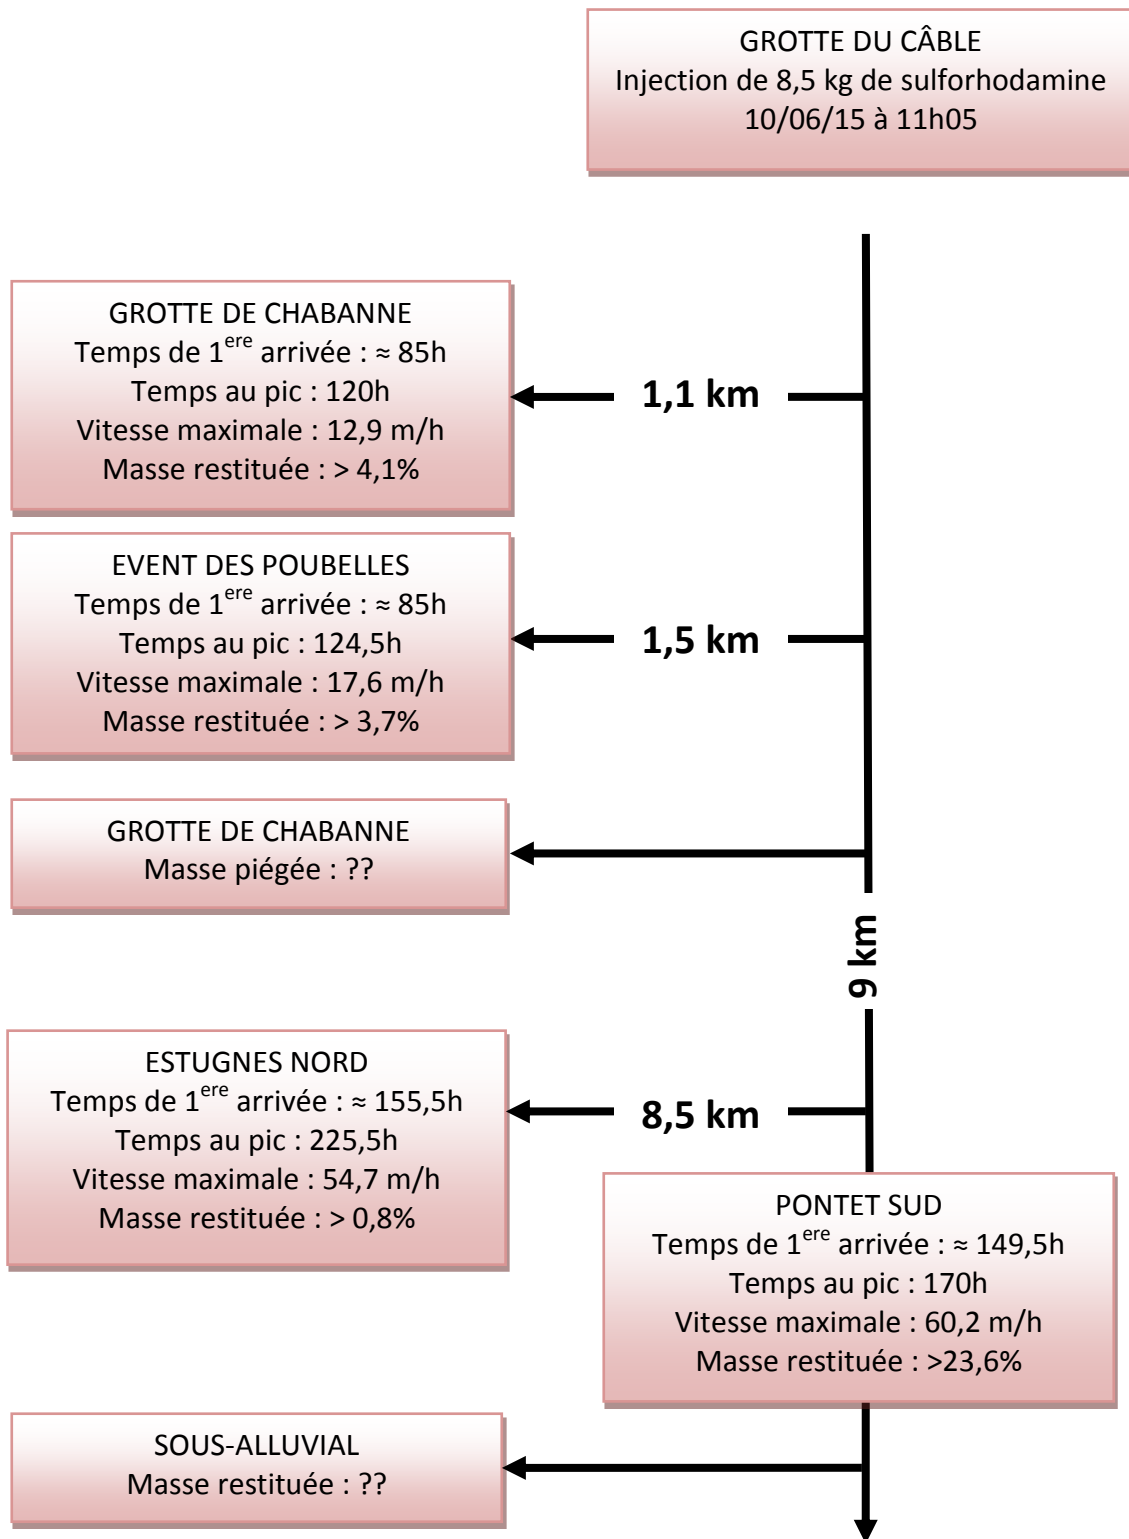 GROTTE DU CÂBLE
Injection de 8,5 kg de sulforhodamine
10/06/15 à 11h05
GROTTE DE CHABANNE
Temps de 1ere arrivée : ≈ 85h
Temps au pic : 120h
Vitesse maximale : 12,9 m/h
Masse restituée : > 4,1%
1,1 km
EVENT DES POUBELLES
Temps de 1ere arrivée : ≈ 85h
Temps au pic : 124,5h
Vitesse maximale : 17,6 m/h
Masse restituée : > 3,7%
1,5 km
GROTTE DE CHABANNE
Masse piégée : ??
9 km
ESTUGNES NORD
Temps de 1ere arrivée : ≈ 155,5h
Temps au pic : 225,5h
Vitesse maximale : 54,7 m/h
Masse restituée : > 0,8%
8,5 km
PONTET SUD
Temps de 1ere arrivée : ≈ 149,5h
Temps au pic : 170h
Vitesse maximale : 60,2 m/h
Masse restituée : >23,6%
SOUS-ALLUVIAL
Masse restituée : ??